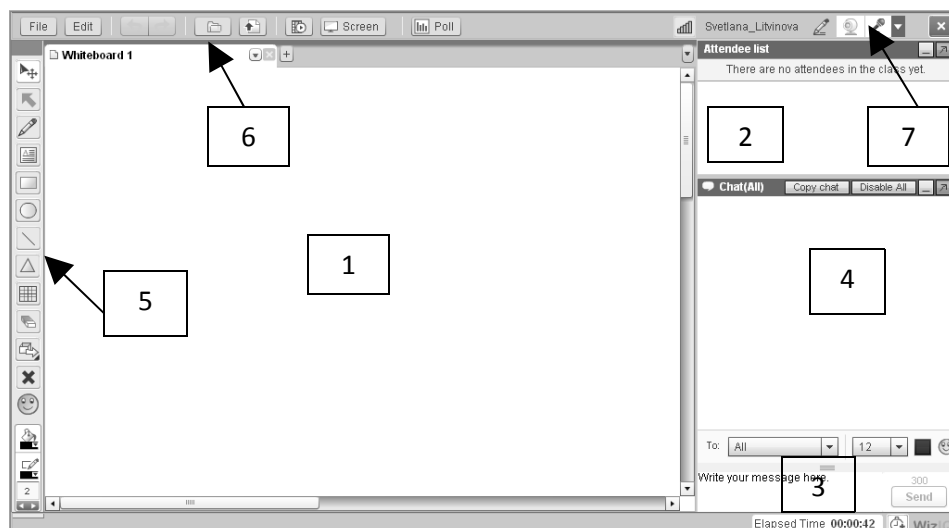 File Edit Screen Poll Svetlana_Litvinova
Whiteboard 1
Attendee list
There are no attendees in the class yet.
6
2
7
Chat(All) Copy chat Disable All
1
4
5
To: All 12
Write your message here.
3
300
Send
2
Elapsed Time 00:00:42 WizIQ